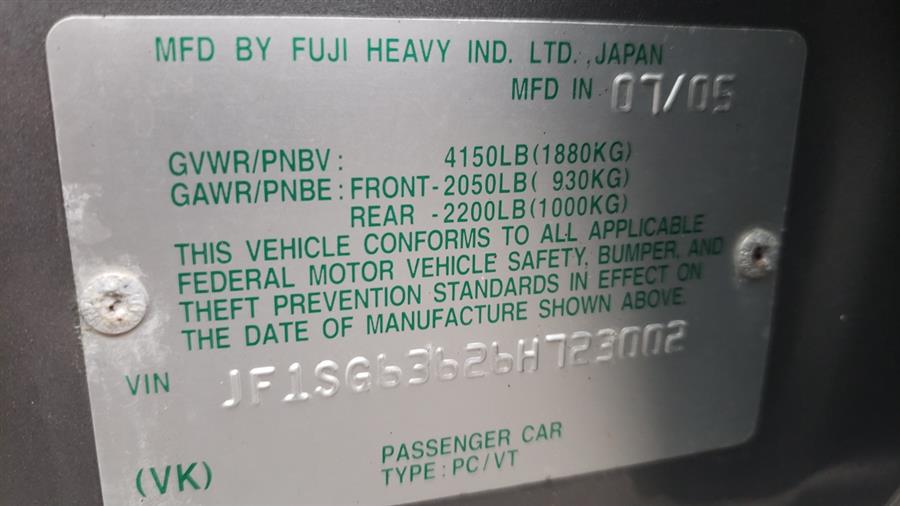 MFD BY FUJI HEAVY IND. LTD. , JAPAN
MFD IN 07/05
GVWR/PNBV : 4150LB(1880KG)
GAWR/PNBE : FRONT-2050LB( 930KG)
REAR -2200LB(1000KG)
THIS VEHICLE CONFORMS TO ALL APPLICABLE
FEDERAL MOTOR VEHICLE SAFETY, BUMPER, AND
THEFT PREVENTION STANDARDS IN EFFECT ON
THE DATE OF MANUFACTURE SHOWN ABOVE.
VIN JF1SG63626H723002
PASSENGER CAR
(VK) TYPE : PC/VT